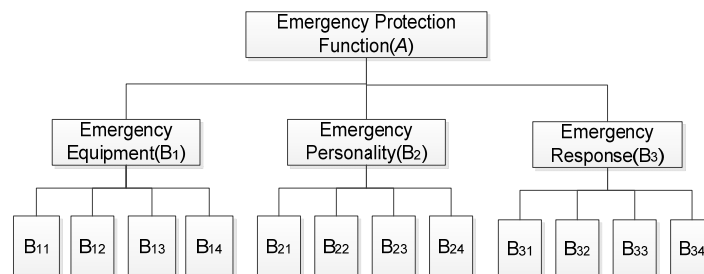 Emergency Protection
Function(A)
Emergency
Equipment(B1)
Emergency
Personality(B2)
Emergency
Response(B3)
B11 B12 B13 B14 B21 B22 B23 B24 B31 B32 B33 B34